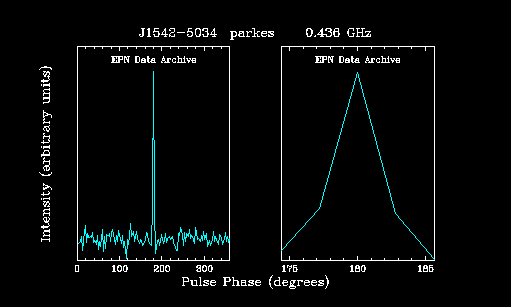 J1542-5034 parkes 0.436 GHz
EPN Data Archive EPN Data Archive
Intensity (arbitrary units)
0 100 200 300 175 180 185
Pulse Phase (degrees)